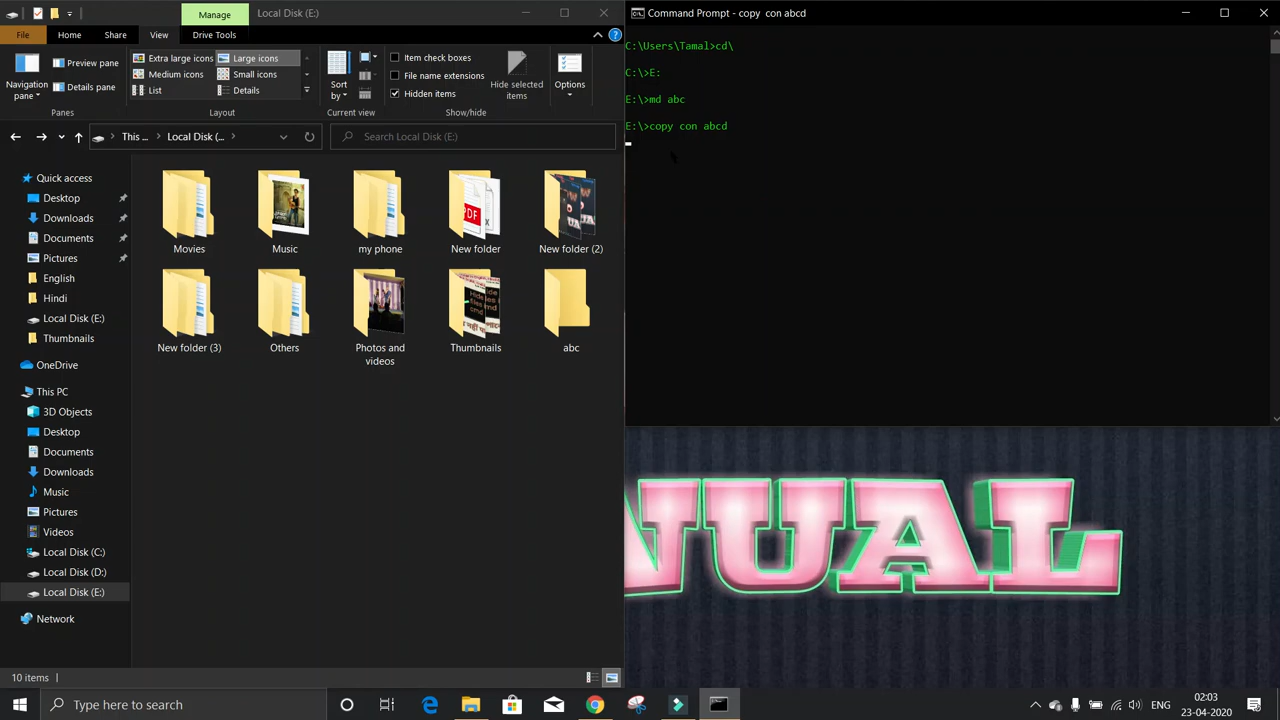 Manage
Local Disk (E:)
File
Home
Share
View
Drive Tools
Navigation pane
Preview pane
Details pane
Panes
Extra large icons
Large icons
Medium icons
Small icons
List
Details
Layout
Sort by
Current view
Item check boxes
File name extensions
Hidden items
Hide selected items
Show/hide
Options
This ...
Local Disk (...
Search Local Disk (E:)
Quick access
Desktop
Downloads
Documents
Pictures
English
Hindi
Local Disk (E:)
Thumbnails
OneDrive
This PC
3D Objects
Desktop
Documents
Downloads
Music
Pictures
Videos
Local Disk (C:)
Local Disk (D:)
Local Disk (E:)
Network
Movies
Music
my phone
PDF
New folder
New folder (2)
New folder (3)
Others
Photos and
videos
Thumbnails
abc
10 items
Command Prompt - copy  con abcd
C:\Users\Tamal>cd\
C:\>E:
E:\>md abc
E:\>copy con abcd
NUAL
Type here to search
ENG
02:03
23-04-2020